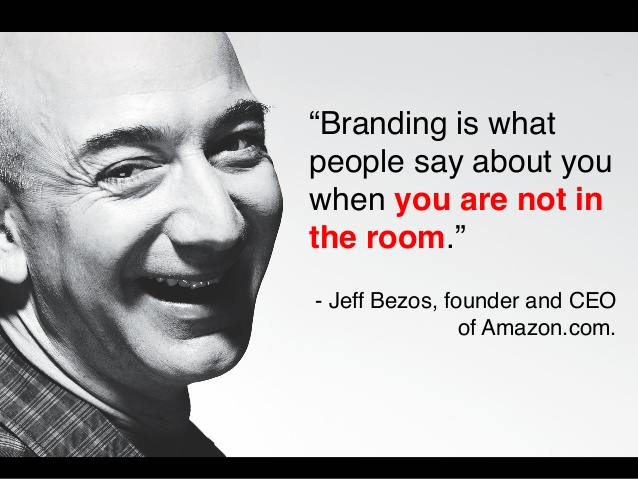 “Branding is what
people say about you
when you are not in
the room.”
- Jeff Bezos, founder and CEO
of Amazon.com.